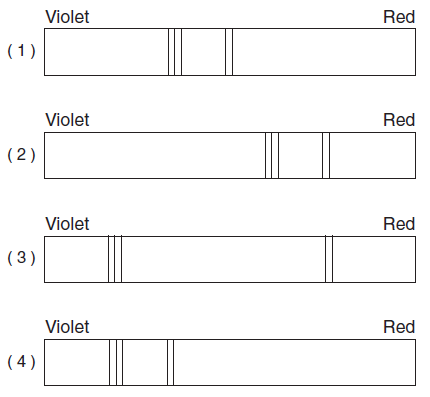 Violet Red
( 1 )
Violet Red
( 2 )
Violet Red
( 3 )
Violet Red
( 4 )